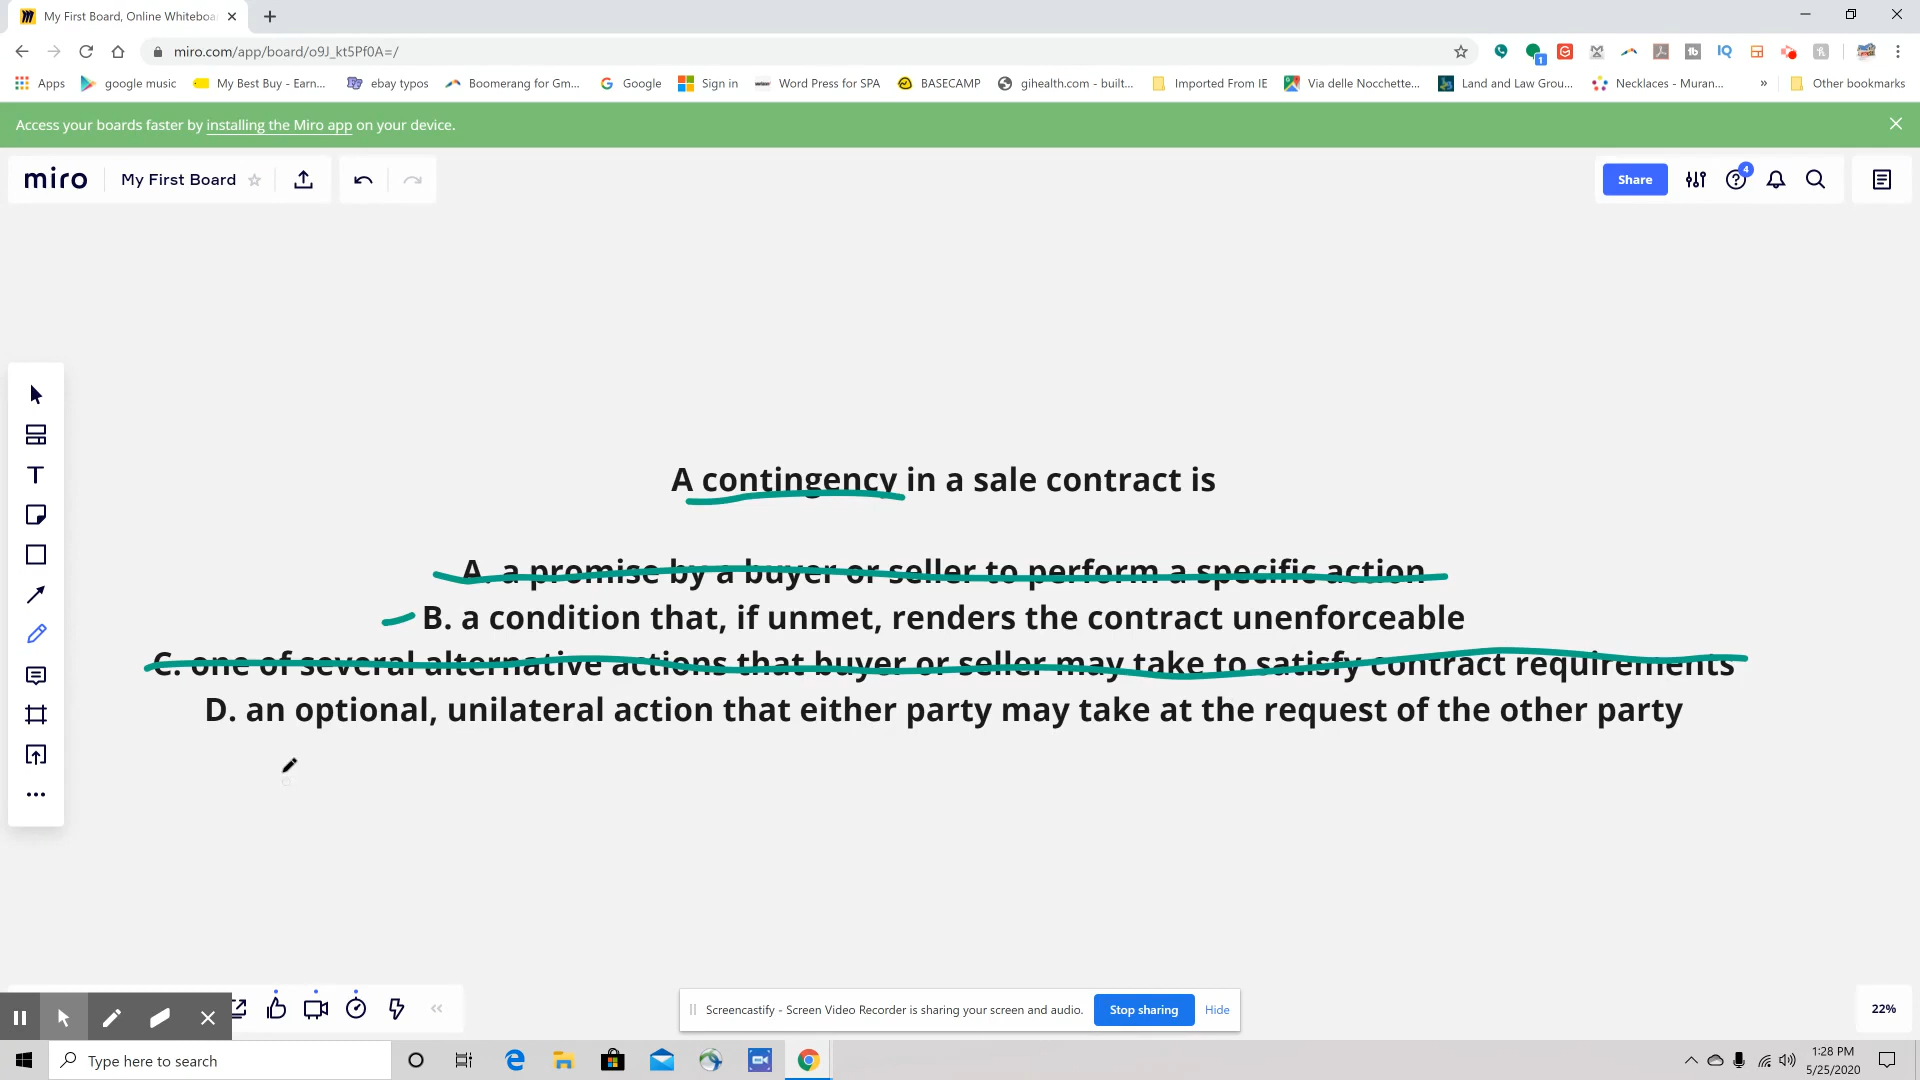 My First Board, Online Whiteboa
miro.com/app/board/o9J_kt5Pf0A=/
Apps google music My Best Buy - Earn... ebay typos Boomerang for Gm... Google Sign in Word Press for SPA BASECAMP gihealth.com - built... Imported From IE Via delle Nocchette... Land and Law Grou... Necklaces - Muran... » Other bookmarks
Access your boards faster by installing the Miro app on your device.
miro My First Board Share 4
A contingency in a sale contract is
A. a promise by a buyer or seller to perform a specific action
B. a condition that, if unmet, renders the contract unenforceable
C. one of several alternative actions that buyer or seller may take to satisfy contract requirements
D. an optional, unilateral action that either party may take at the request of the other party
Screencastify - Screen Video Recorder is sharing your screen and audio. Stop sharing Hide
22%
Type here to search
1:28 PM
5/25/2020